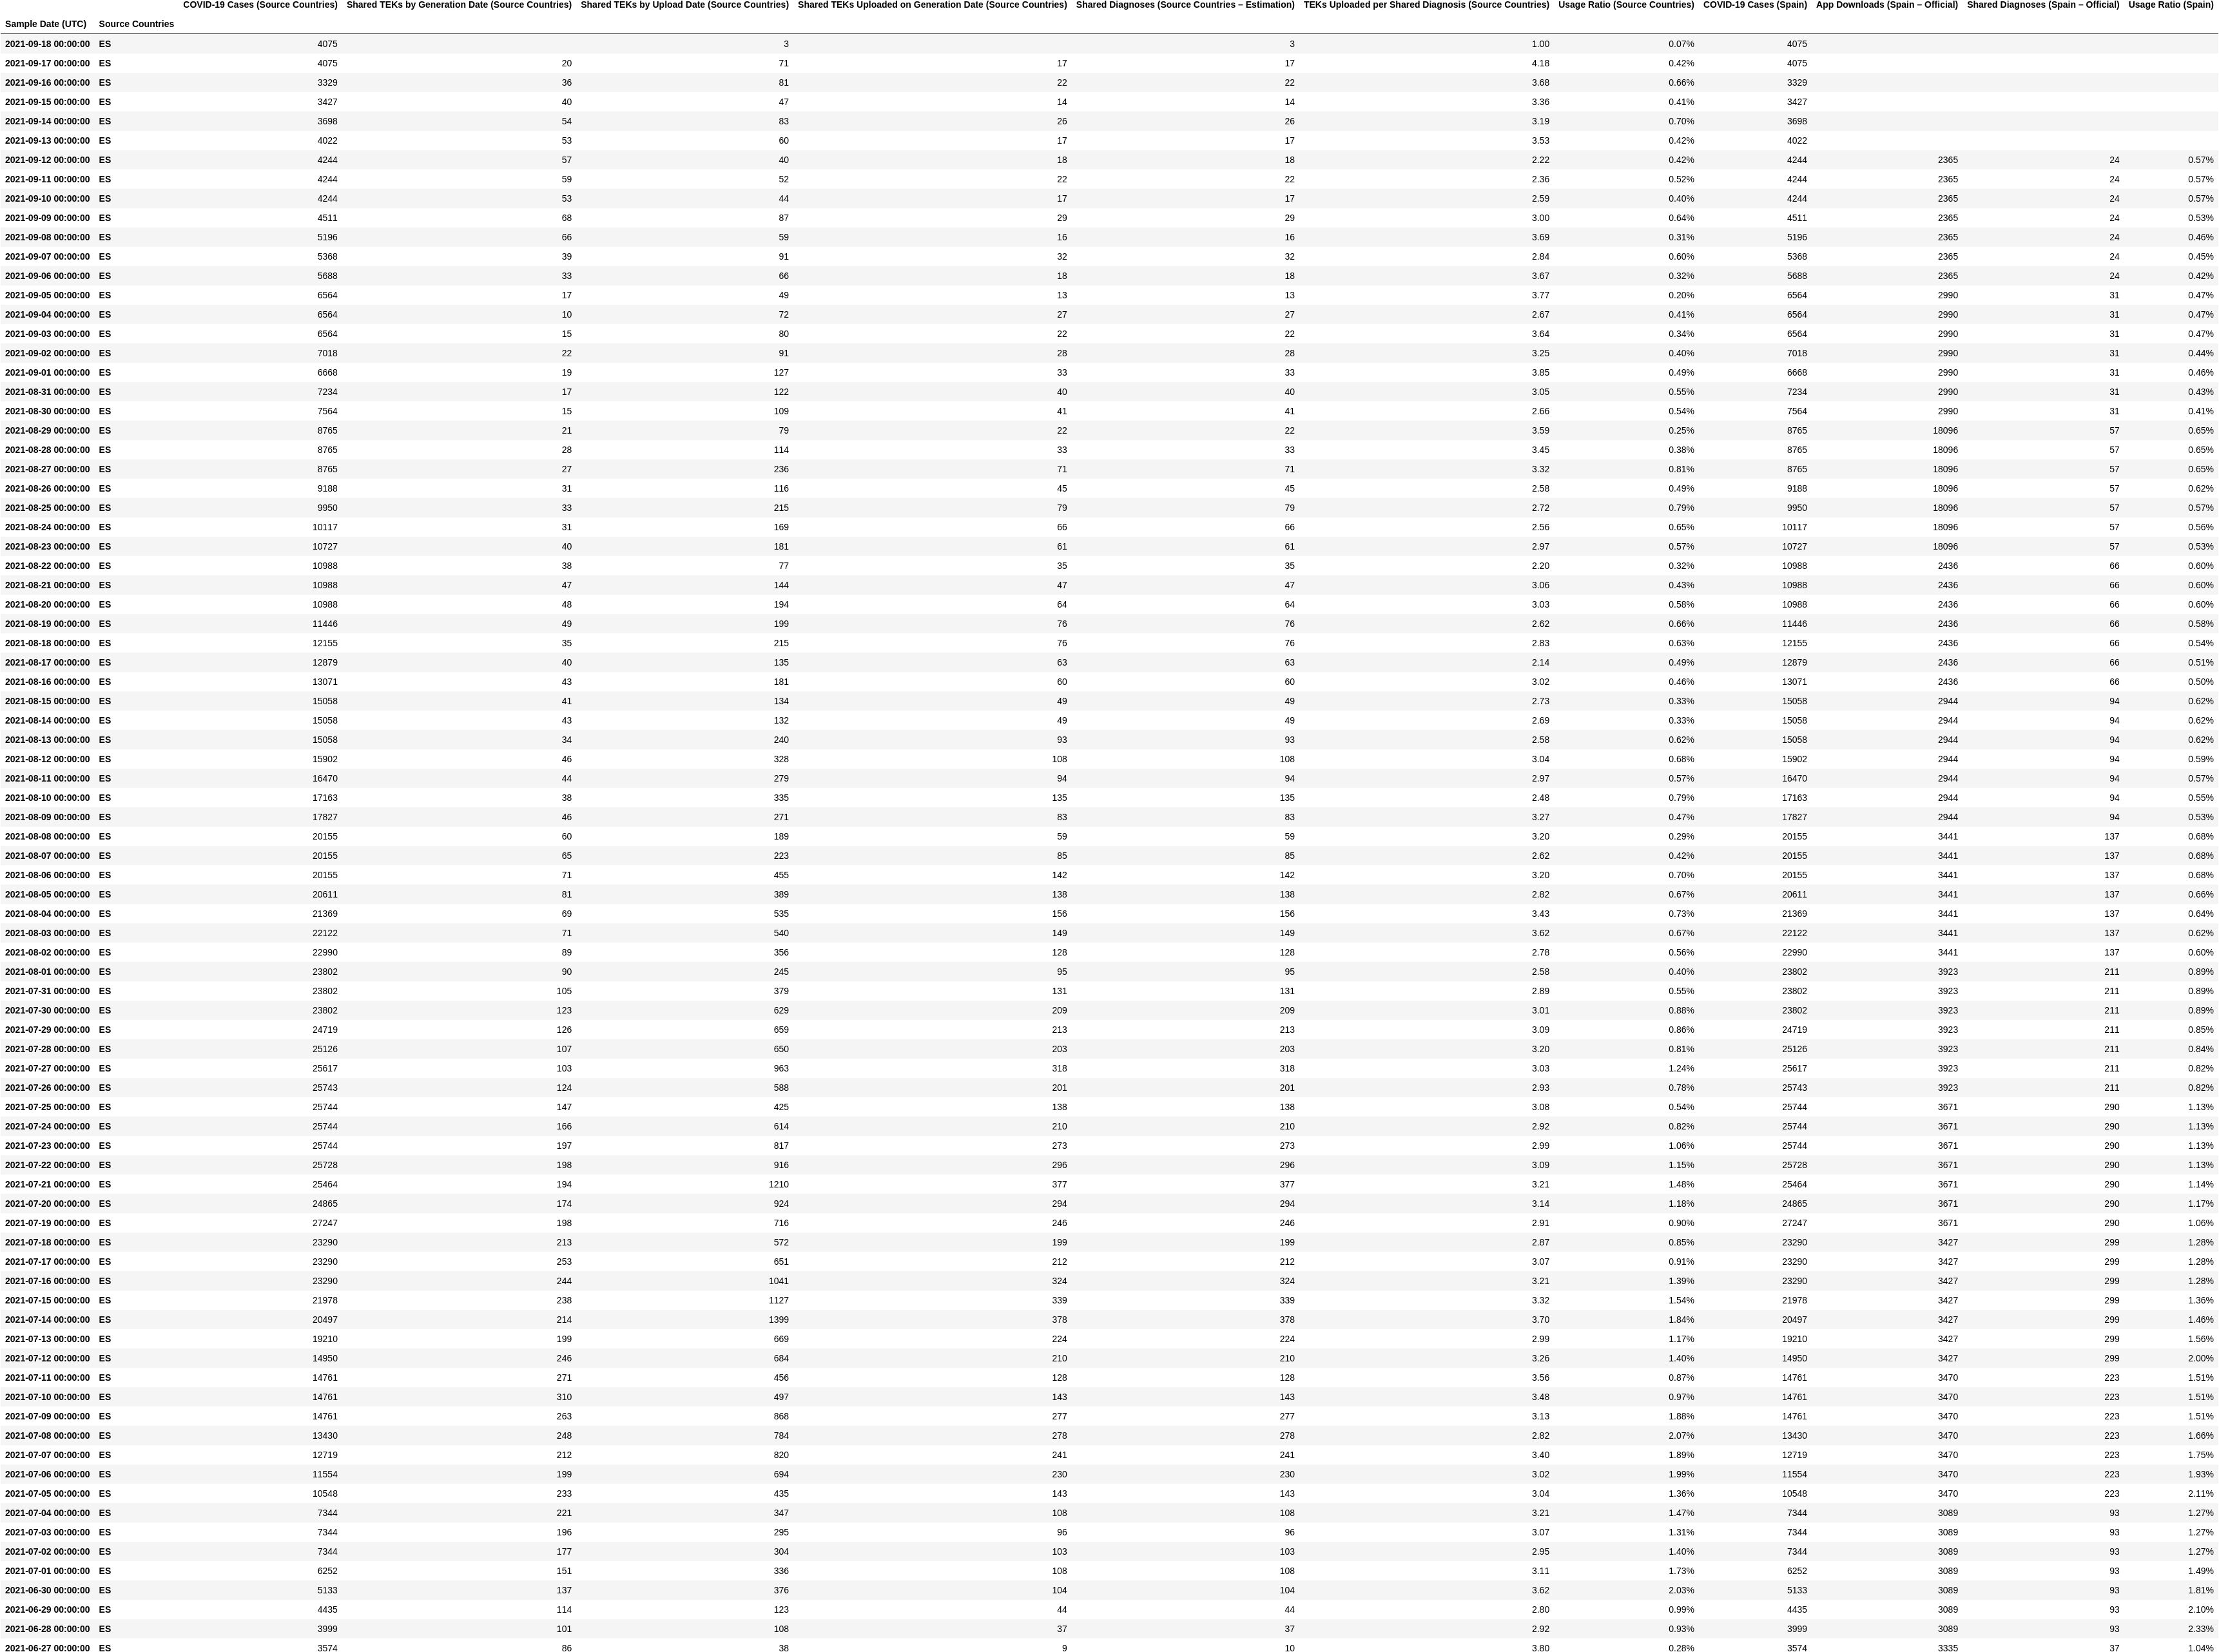 COVID-19 Cases (Source Countries) Shared TEKs by Generation Date (Source Countries) Shared TEKs by Upload Date (Source Countries) Shared TEKs Uploaded on Generation Date (Source Countries) Shared Diagnoses (Source Countries – Estimation) TEKs Uploaded per Shared Diagnosis (Source Countries) Usage Ratio (Source Countries) COVID-19 Cases (Spain) App Downloads (Spain – Official) Shared Diagnoses (Spain – Official) Usage Ratio (Spain)
Sample Date (UTC) Source Countries
2021-09-18 00:00:00 ES 4075 3 3 1.00 0.07% 4075
2021-09-17 00:00:00 ES 4075 20 71 17 17 4.18 0.42% 4075
2021-09-16 00:00:00 ES 3329 36 81 22 22 3.68 0.66% 3329
2021-09-15 00:00:00 ES 3427 40 47 14 14 3.36 0.41% 3427
2021-09-14 00:00:00 ES 3698 54 83 26 26 3.19 0.70% 3698
2021-09-13 00:00:00 ES 4022 53 60 17 17 3.53 0.42% 4022
2021-09-12 00:00:00 ES 4244 57 40 18 18 2.22 0.42% 4244 2365 24 0.57%
2021-09-11 00:00:00 ES 4244 59 52 22 22 2.36 0.52% 4244 2365 24 0.57%
2021-09-10 00:00:00 ES 4244 53 44 17 17 2.59 0.40% 4244 2365 24 0.57%
2021-09-09 00:00:00 ES 4511 68 87 29 29 3.00 0.64% 4511 2365 24 0.53%
2021-09-08 00:00:00 ES 5196 66 59 16 16 3.69 0.31% 5196 2365 24 0.46%
2021-09-07 00:00:00 ES 5368 39 91 32 32 2.84 0.60% 5368 2365 24 0.45%
2021-09-06 00:00:00 ES 5688 33 66 18 18 3.67 0.32% 5688 2365 24 0.42%
2021-09-05 00:00:00 ES 6564 17 49 13 13 3.77 0.20% 6564 2990 31 0.47%
2021-09-04 00:00:00 ES 6564 10 72 27 27 2.67 0.41% 6564 2990 31 0.47%
2021-09-03 00:00:00 ES 6564 15 80 22 22 3.64 0.34% 6564 2990 31 0.47%
2021-09-02 00:00:00 ES 7018 22 91 28 28 3.25 0.40% 7018 2990 31 0.44%
2021-09-01 00:00:00 ES 6668 19 127 33 33 3.85 0.49% 6668 2990 31 0.46%
2021-08-31 00:00:00 ES 7234 17 122 40 40 3.05 0.55% 7234 2990 31 0.43%
2021-08-30 00:00:00 ES 7564 15 109 41 41 2.66 0.54% 7564 2990 31 0.41%
2021-08-29 00:00:00 ES 8765 21 79 22 22 3.59 0.25% 8765 18096 57 0.65%
2021-08-28 00:00:00 ES 8765 28 114 33 33 3.45 0.38% 8765 18096 57 0.65%
2021-08-27 00:00:00 ES 8765 27 236 71 71 3.32 0.81% 8765 18096 57 0.65%
2021-08-26 00:00:00 ES 9188 31 116 45 45 2.58 0.49% 9188 18096 57 0.62%
2021-08-25 00:00:00 ES 9950 33 215 79 79 2.72 0.79% 9950 18096 57 0.57%
2021-08-24 00:00:00 ES 10117 31 169 66 66 2.56 0.65% 10117 18096 57 0.56%
2021-08-23 00:00:00 ES 10727 40 181 61 61 2.97 0.57% 10727 18096 57 0.53%
2021-08-22 00:00:00 ES 10988 38 77 35 35 2.20 0.32% 10988 2436 66 0.60%
2021-08-21 00:00:00 ES 10988 47 144 47 47 3.06 0.43% 10988 2436 66 0.60%
2021-08-20 00:00:00 ES 10988 48 194 64 64 3.03 0.58% 10988 2436 66 0.60%
2021-08-19 00:00:00 ES 11446 49 199 76 76 2.62 0.66% 11446 2436 66 0.58%
2021-08-18 00:00:00 ES 12155 35 215 76 76 2.83 0.63% 12155 2436 66 0.54%
2021-08-17 00:00:00 ES 12879 40 135 63 63 2.14 0.49% 12879 2436 66 0.51%
2021-08-16 00:00:00 ES 13071 43 181 60 60 3.02 0.46% 13071 2436 66 0.50%
2021-08-15 00:00:00 ES 15058 41 134 49 49 2.73 0.33% 15058 2944 94 0.62%
2021-08-14 00:00:00 ES 15058 43 132 49 49 2.69 0.33% 15058 2944 94 0.62%
2021-08-13 00:00:00 ES 15058 34 240 93 93 2.58 0.62% 15058 2944 94 0.62%
2021-08-12 00:00:00 ES 15902 46 328 108 108 3.04 0.68% 15902 2944 94 0.59%
2021-08-11 00:00:00 ES 16470 44 279 94 94 2.97 0.57% 16470 2944 94 0.57%
2021-08-10 00:00:00 ES 17163 38 335 135 135 2.48 0.79% 17163 2944 94 0.55%
2021-08-09 00:00:00 ES 17827 46 271 83 83 3.27 0.47% 17827 2944 94 0.53%
2021-08-08 00:00:00 ES 20155 60 189 59 59 3.20 0.29% 20155 3441 137 0.68%
2021-08-07 00:00:00 ES 20155 65 223 85 85 2.62 0.42% 20155 3441 137 0.68%
2021-08-06 00:00:00 ES 20155 71 455 142 142 3.20 0.70% 20155 3441 137 0.68%
2021-08-05 00:00:00 ES 20611 81 389 138 138 2.82 0.67% 20611 3441 137 0.66%
2021-08-04 00:00:00 ES 21369 69 535 156 156 3.43 0.73% 21369 3441 137 0.64%
2021-08-03 00:00:00 ES 22122 71 540 149 149 3.62 0.67% 22122 3441 137 0.62%
2021-08-02 00:00:00 ES 22990 89 356 128 128 2.78 0.56% 22990 3441 137 0.60%
2021-08-01 00:00:00 ES 23802 90 245 95 95 2.58 0.40% 23802 3923 211 0.89%
2021-07-31 00:00:00 ES 23802 105 379 131 131 2.89 0.55% 23802 3923 211 0.89%
2021-07-30 00:00:00 ES 23802 123 629 209 209 3.01 0.88% 23802 3923 211 0.89%
2021-07-29 00:00:00 ES 24719 126 659 213 213 3.09 0.86% 24719 3923 211 0.85%
2021-07-28 00:00:00 ES 25126 107 650 203 203 3.20 0.81% 25126 3923 211 0.84%
2021-07-27 00:00:00 ES 25617 103 963 318 318 3.03 1.24% 25617 3923 211 0.82%
2021-07-26 00:00:00 ES 25743 124 588 201 201 2.93 0.78% 25743 3923 211 0.82%
2021-07-25 00:00:00 ES 25744 147 425 138 138 3.08 0.54% 25744 3671 290 1.13%
2021-07-24 00:00:00 ES 25744 166 614 210 210 2.92 0.82% 25744 3671 290 1.13%
2021-07-23 00:00:00 ES 25744 197 817 273 273 2.99 1.06% 25744 3671 290 1.13%
2021-07-22 00:00:00 ES 25728 198 916 296 296 3.09 1.15% 25728 3671 290 1.13%
2021-07-21 00:00:00 ES 25464 194 1210 377 377 3.21 1.48% 25464 3671 290 1.14%
2021-07-20 00:00:00 ES 24865 174 924 294 294 3.14 1.18% 24865 3671 290 1.17%
2021-07-19 00:00:00 ES 27247 198 716 246 246 2.91 0.90% 27247 3671 290 1.06%
2021-07-18 00:00:00 ES 23290 213 572 199 199 2.87 0.85% 23290 3427 299 1.28%
2021-07-17 00:00:00 ES 23290 253 651 212 212 3.07 0.91% 23290 3427 299 1.28%
2021-07-16 00:00:00 ES 23290 244 1041 324 324 3.21 1.39% 23290 3427 299 1.28%
2021-07-15 00:00:00 ES 21978 238 1127 339 339 3.32 1.54% 21978 3427 299 1.36%
2021-07-14 00:00:00 ES 20497 214 1399 378 378 3.70 1.84% 20497 3427 299 1.46%
2021-07-13 00:00:00 ES 19210 199 669 224 224 2.99 1.17% 19210 3427 299 1.56%
2021-07-12 00:00:00 ES 14950 246 684 210 210 3.26 1.40% 14950 3427 299 2.00%
2021-07-11 00:00:00 ES 14761 271 456 128 128 3.56 0.87% 14761 3470 223 1.51%
2021-07-10 00:00:00 ES 14761 310 497 143 143 3.48 0.97% 14761 3470 223 1.51%
2021-07-09 00:00:00 ES 14761 263 868 277 277 3.13 1.88% 14761 3470 223 1.51%
2021-07-08 00:00:00 ES 13430 248 784 278 278 2.82 2.07% 13430 3470 223 1.66%
2021-07-07 00:00:00 ES 12719 212 820 241 241 3.40 1.89% 12719 3470 223 1.75%
2021-07-06 00:00:00 ES 11554 199 694 230 230 3.02 1.99% 11554 3470 223 1.93%
2021-07-05 00:00:00 ES 10548 233 435 143 143 3.04 1.36% 10548 3470 223 2.11%
2021-07-04 00:00:00 ES 7344 221 347 108 108 3.21 1.47% 7344 3089 93 1.27%
2021-07-03 00:00:00 ES 7344 196 295 96 96 3.07 1.31% 7344 3089 93 1.27%
2021-07-02 00:00:00 ES 7344 177 304 103 103 2.95 1.40% 7344 3089 93 1.27%
2021-07-01 00:00:00 ES 6252 151 336 108 108 3.11 1.73% 6252 3089 93 1.49%
2021-06-30 00:00:00 ES 5133 137 376 104 104 3.62 2.03% 5133 3089 93 1.81%
2021-06-29 00:00:00 ES 4435 114 123 44 44 2.80 0.99% 4435 3089 93 2.10%
2021-06-28 00:00:00 ES 3999 101 108 37 37 2.92 0.93% 3999 3089 93 2.33%
2021-06-27 00:00:00 ES 3574 86 38 9 10 3.80 0.28% 3574 3335 37 1.04%